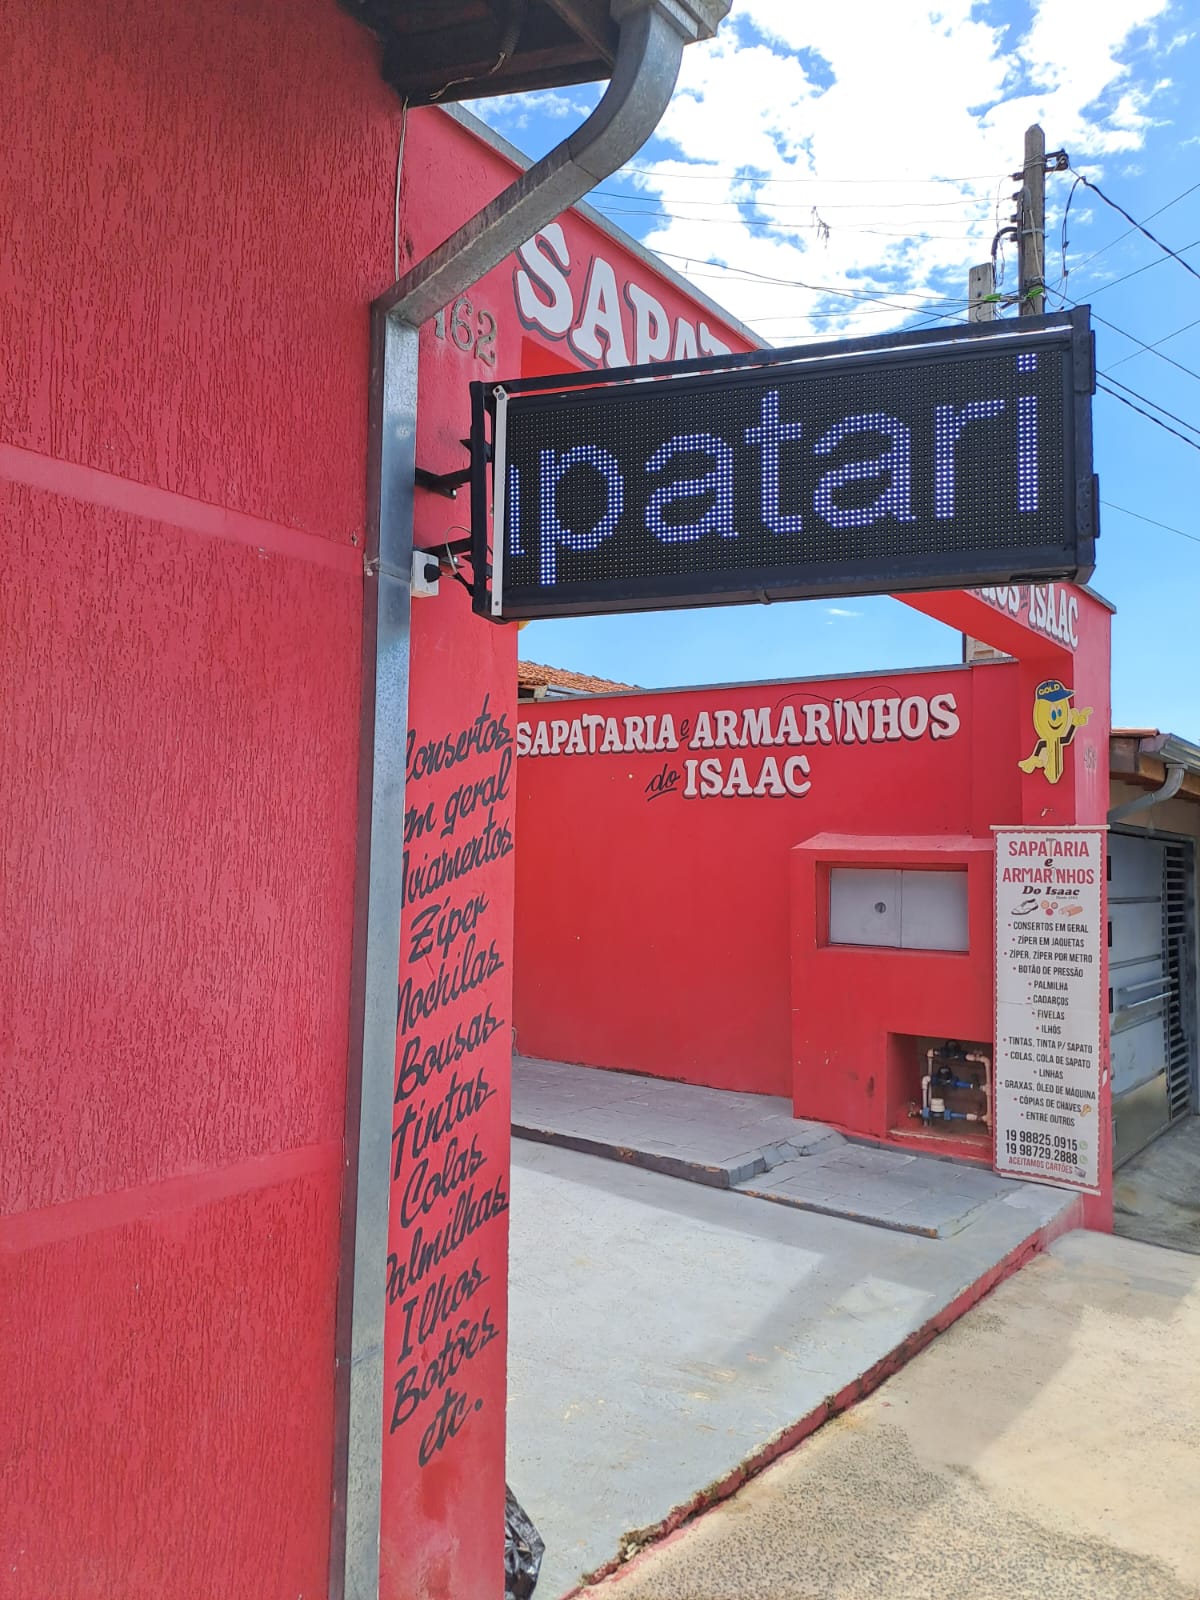 162
SAPAT
patari
NHOS ISAAC
SAPATARIA e ARMARINHOS
do ISAAC
GOLD
Consertos
em geral
Aviamentos
Zíper
Mochilas
Bousas
Tintas
Colas
Palmilhas
Ilhos
Botões
etc.
SAPATARIA
e
ARMARINHOS
Do Isaac
• CONSERTOS EM GERAL
• ZÍPER EM JAQUETAS
• ZÍPER, ZÍPER POR METRO
• BOTÃO DE PRESSÃO
• PALMILHA
• CADARÇOS
• FIVELAS
• ILHÓS
• TINTAS, TINTA P/ SAPATO
• COLAS, COLA DE SAPATO
• LINHAS
• GRAXAS, ÓLEO DE MÁQUINA
• CÓPIAS DE CHAVES
• ENTRE OUTROS
19 98825.0915
19 98729.2888
ACEITAMOS CARTÕES